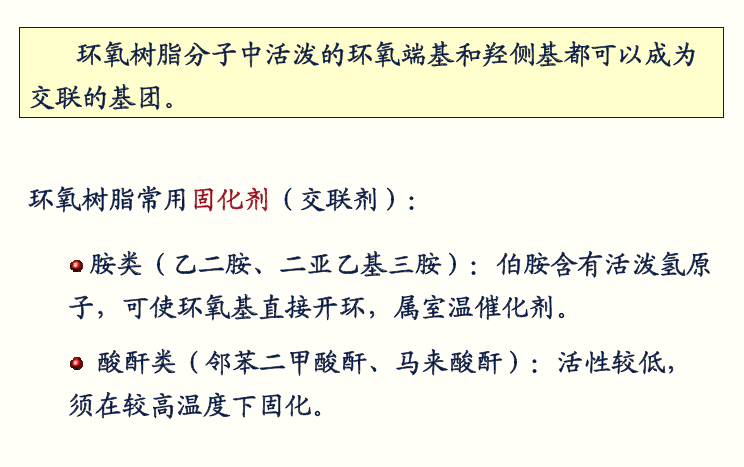 环氧树脂分子中活泼的环氧端基和羟侧基都可以成为
交联的基团。
环氧树脂常用固化剂（交联剂）：
胺类（乙二胺、二亚乙基三胺）：伯胺含有活泼氢原
子，可使环氧基直接开环，属室温催化剂。
酸酐类（邻苯二甲酸酐、马来酸酐）：活性较低，
须在较高温度下固化。